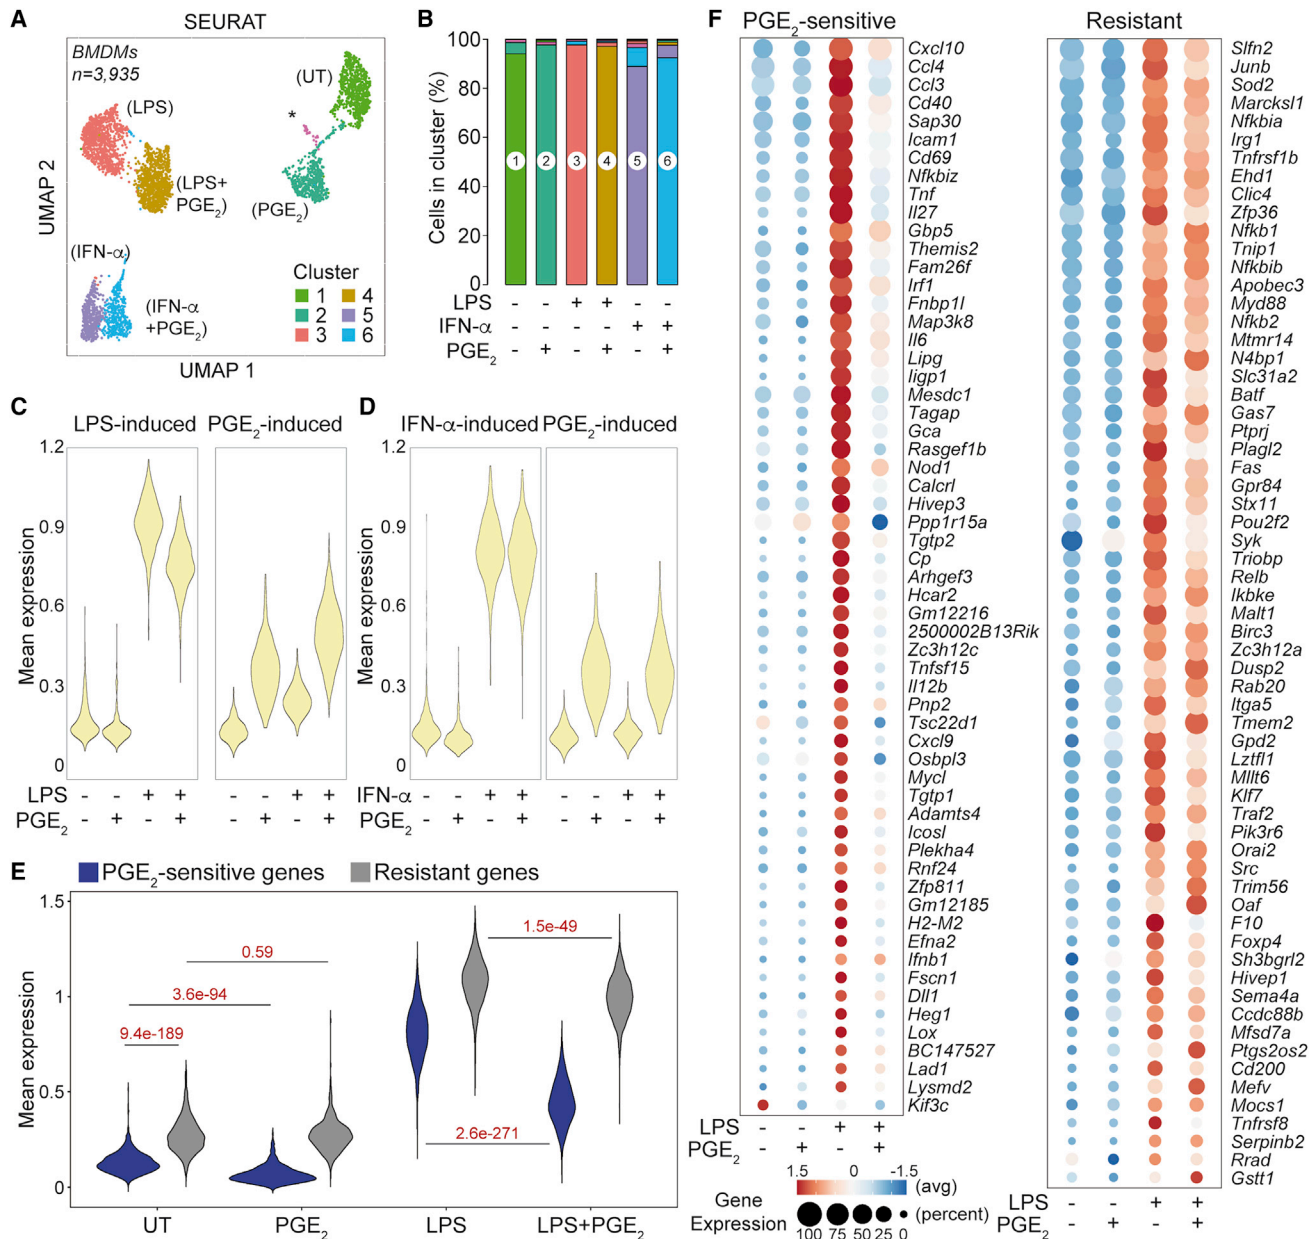 A
SEURAT
BMDMs
n=3,935
(LPS)
(UT)
*
(LPS+
PGE2)
(PGE2)
(IFN-α)
(IFN-α
+PGE2)
Cluster
1 4
2 5
3 6
UMAP 2
UMAP 1
B
Cells in cluster (%)
100
80
60
40
20
0
1 2 3 4 5 6
LPS - - + + - -
IFN-α - - - - + +
PGE2 - + - + - +
C
LPS-induced PGE2-induced
Mean expression
1.2
0.9
0.6
0.3
0
LPS - - + + - - + +
PGE2 - + - + - + - +
D
IFN-α-induced PGE2-induced
Mean expression
1.2
0.9
0.6
0.3
0
IFN-α - - + + - - + +
PGE2 - + - + - + - +
E
PGE2-sensitive genes Resistant genes
Mean expression
1.5
1
0.5
0
9.4e-189
3.6e-94
0.59
1.5e-49
2.6e-271
UT PGE2 LPS LPS+PGE2
F
PGE2-sensitive
Cxcl10
Ccl4
Ccl3
Cd40
Sap30
Icam1
Cd69
Nfkbiz
Tnf
Il27
Gbp5
Themis2
Fam26f
Irf1
Fnbp1l
Map3k8
Il6
Lipg
Iigp1
Mesdc1
Tagap
Gca
Rasgef1b
Nod1
Calcrl
Hivep3
Ppp1r15a
Tgtp2
Cp
Arhgef3
Hcar2
Gm12216
2500002B13Rik
Zc3h12c
Tnfsf15
Il12b
Pnp2
Tsc22d1
Cxcl9
Osbpl3
Mycl
Tgtp1
Adamts4
Icosl
Plekha4
Rnf24
Zfp811
Gm12185
H2-M2
Efna2
Ifnb1
Fscn1
Dll1
Heg1
Lox
BC147527
Lad1
Lysmd2
Kif3c
LPS - - + +
PGE2 - + - +
1.5 0 -1.5
Gene
Expression
(avg)
(percent)
100 75 50 25 0
Resistant
Slfn2
Junb
Sod2
Marcksl1
Nfkbia
Irg1
Tnfrsf1b
Ehd1
Clic4
Zfp36
Nfkb1
Tnip1
Nfkbib
Apobec3
Myd88
Nfkb2
Mtmr14
N4bp1
Slc31a2
Batf
Gas7
Ptprj
Plagl2
Fas
Gpr84
Stx11
Pou2f2
Syk
Triobp
Relb
Ikbke
Malt1
Birc3
Zc3h12a
Dusp2
Rab20
Itga5
Tmem2
Gpd2
Lztfl1
Mllt6
Klf7
Traf2
Pik3r6
Orai2
Src
Trim56
Oaf
F10
Foxp4
Sh3bgrl2
Hivep1
Sema4a
Ccdc88b
Mfsd7a
Ptgs2os2
Cd200
Mefv
Mocs1
Tnfrsf8
Serpinb2
Rrad
Gstt1
LPS - - + +
PGE2 - + - +